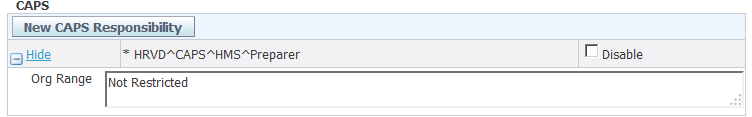 CAPS
New CAPS Responsibility
Hide * HRVD^CAPS^HMS^Preparer Disable
Org Range Not Restricted